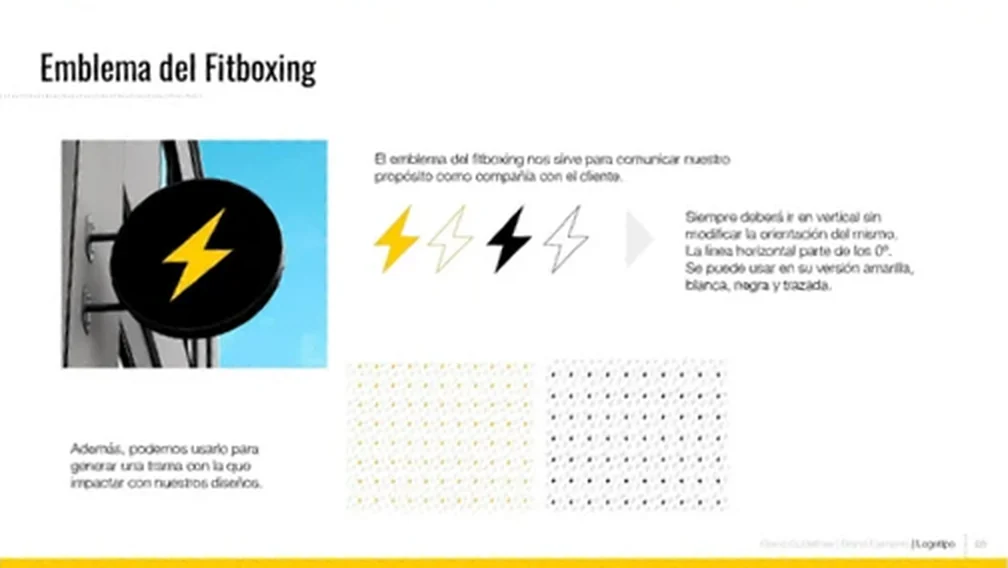 Emblema del Fitboxing
El emblema del fitboxing nos sirve para comunicar nuestro
propósito como compañía con el cliente.
Siempre deberá ir en vertical sin
modificar la orientación del mismo.
La línea horizontal parte de los 0º.
Se puede usar en su versión amarilla,
blanca, negra y trazada.
Además, podemos usarlo para
generar una trama con la que
impactar con nuestros diseños.
| Logotipo